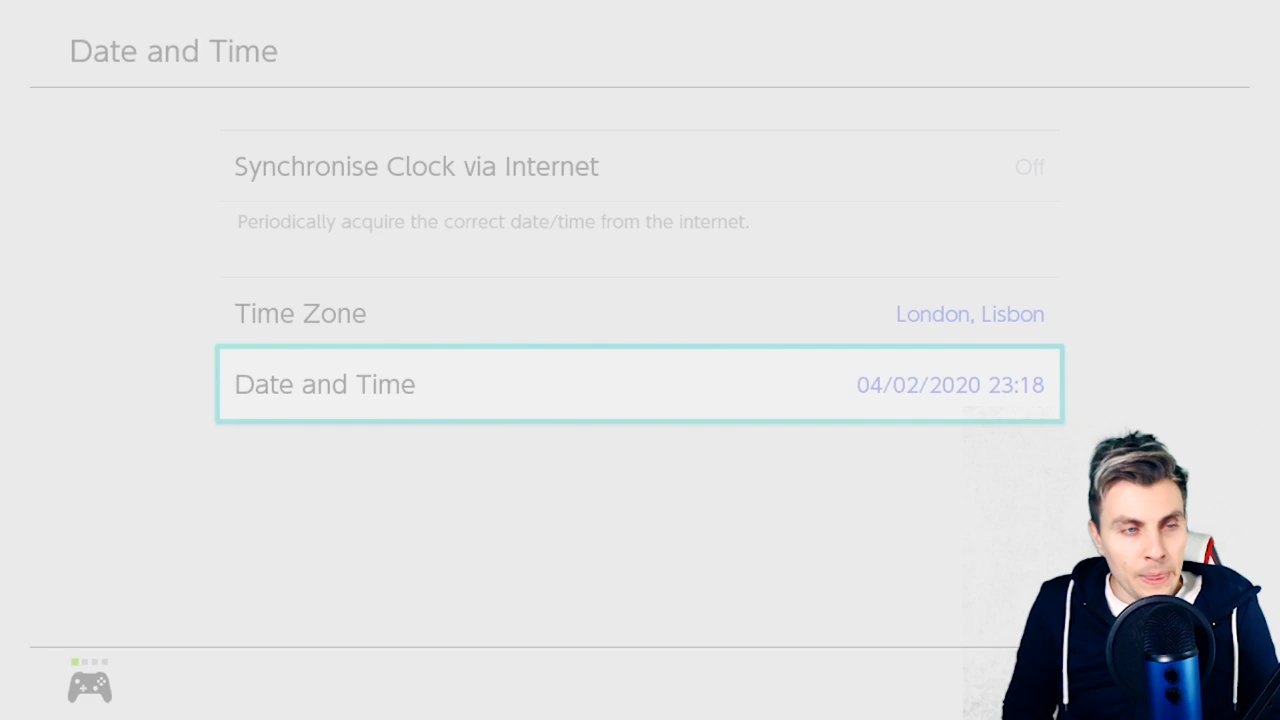 Date and Time
Synchronise Clock via Internet Off
Periodically acquire the correct date/time from the internet.
Time Zone London, Lisbon
Date and Time 04/02/2020 23:18